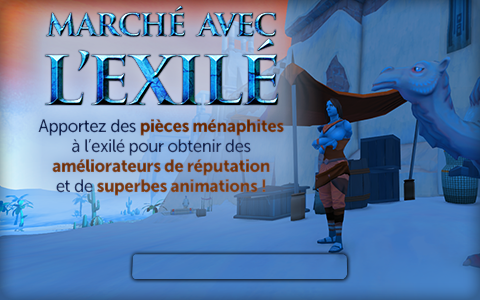 MARCHÉ AVEC
L'EXILÉ
Apportez des pièces ménaphites
à l'exilé pour obtenir des
améliorateurs de réputation
et de superbes animations !